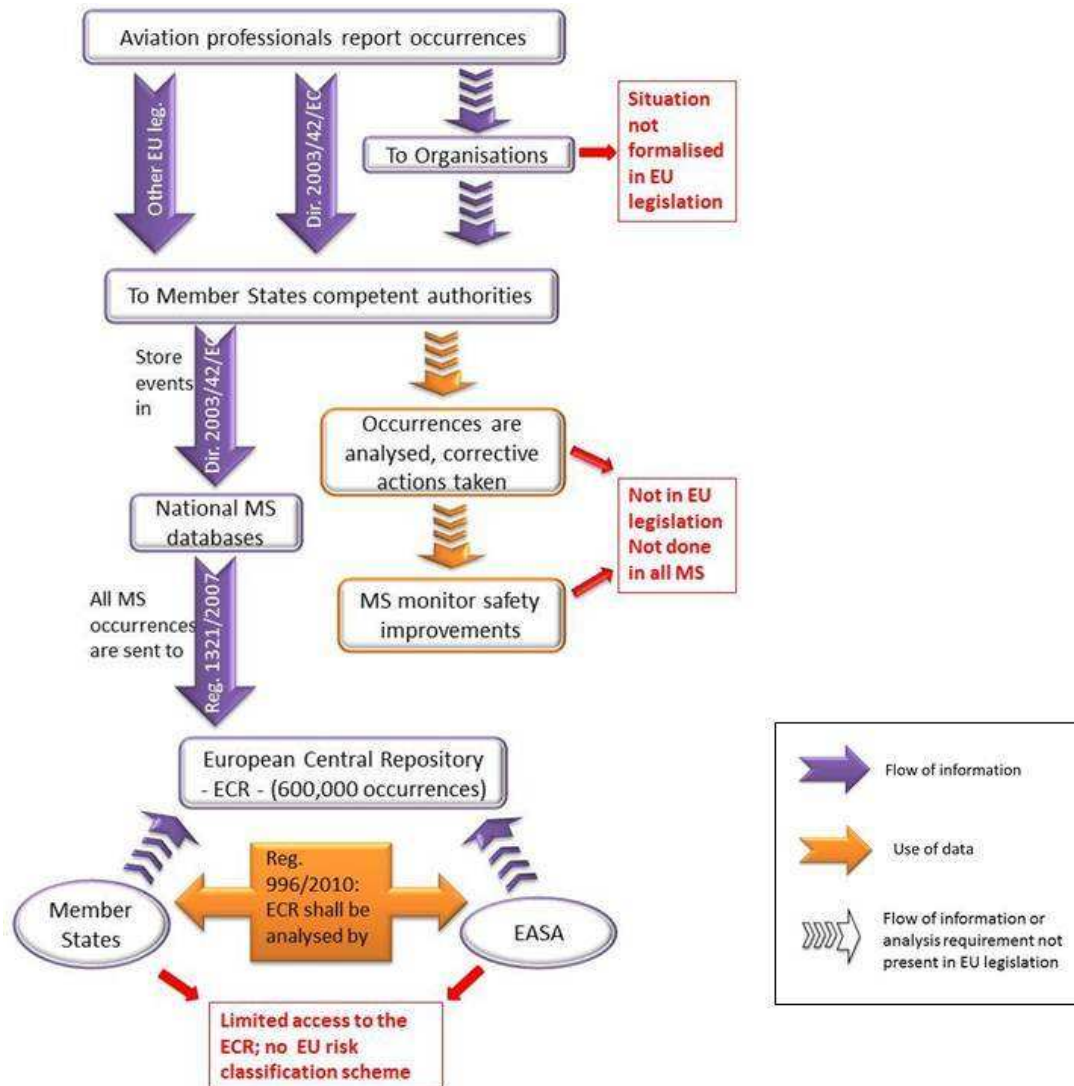 Aviation professionals report occurrences
Other EU leg.
Dir. 2003/42/EC
To Organisations
Situation
not
formalised
in EU
legislation
To Member States competent authorities
Store
events
in
Dir. 2003/42/EC
Occurrences are
analysed, corrective
actions taken
National MS
databases
Not in EU
legislation
Not done
in all MS
All MS
occurrences
are sent to
Reg. 1321/2007
MS monitor safety
improvements
European Central Repository
- ECR - (600,000 occurrences)
Reg.
996/2010:
ECR shall be
analysed by
Member
States
EASA
Limited access to the
ECR; no EU risk
classification scheme
Flow of information
Use of data
Flow of information or
analysis requirement not
present in EU legislation